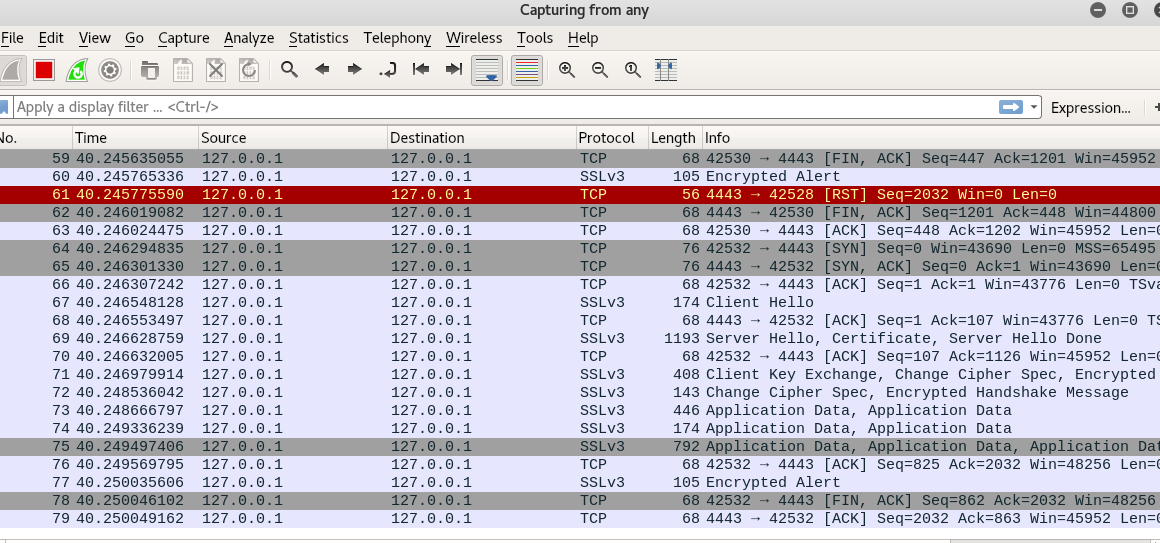 Capturing from any
File Edit View Go Capture Analyze Statistics Telephony Wireless Tools Help
Apply a display filter ... <Ctrl-/> Expression... +
No. Time Source Destination Protocol Length Info
59 40.245635055 127.0.0.1 127.0.0.1 TCP 68 42530 → 4443 [FIN, ACK] Seq=447 Ack=1201 Win=45952
60 40.245765336 127.0.0.1 127.0.0.1 SSLv3 105 Encrypted Alert
61 40.245775590 127.0.0.1 127.0.0.1 TCP 56 4443 → 42528 [RST] Seq=2032 Win=0 Len=0
62 40.246019082 127.0.0.1 127.0.0.1 TCP 68 4443 → 42530 [FIN, ACK] Seq=1201 Ack=448 Win=44800
63 40.246024475 127.0.0.1 127.0.0.1 TCP 68 42530 → 4443 [ACK] Seq=448 Ack=1202 Win=45952 Len=0
64 40.246294835 127.0.0.1 127.0.0.1 TCP 76 42532 → 4443 [SYN] Seq=0 Win=43690 Len=0 MSS=65495
65 40.246301330 127.0.0.1 127.0.0.1 TCP 76 4443 → 42532 [SYN, ACK] Seq=0 Ack=1 Win=43690 Len=0
66 40.246307242 127.0.0.1 127.0.0.1 TCP 68 42532 → 4443 [ACK] Seq=1 Ack=1 Win=43776 Len=0 TSva
67 40.246548128 127.0.0.1 127.0.0.1 SSLv3 174 Client Hello
68 40.246553497 127.0.0.1 127.0.0.1 TCP 68 4443 → 42532 [ACK] Seq=1 Ack=107 Win=43776 Len=0 TS
69 40.246628759 127.0.0.1 127.0.0.1 SSLv3 1193 Server Hello, Certificate, Server Hello Done
70 40.246632005 127.0.0.1 127.0.0.1 TCP 68 42532 → 4443 [ACK] Seq=107 Ack=1126 Win=45952 Len=0
71 40.246979914 127.0.0.1 127.0.0.1 SSLv3 408 Client Key Exchange, Change Cipher Spec, Encrypted
72 40.248536042 127.0.0.1 127.0.0.1 SSLv3 143 Change Cipher Spec, Encrypted Handshake Message
73 40.248666797 127.0.0.1 127.0.0.1 SSLv3 446 Application Data, Application Data
74 40.249336239 127.0.0.1 127.0.0.1 SSLv3 174 Application Data, Application Data
75 40.249497406 127.0.0.1 127.0.0.1 SSLv3 792 Application Data, Application Data, Application Dat
76 40.249569795 127.0.0.1 127.0.0.1 TCP 68 42532 → 4443 [ACK] Seq=825 Ack=2032 Win=48256 Len=0
77 40.250035606 127.0.0.1 127.0.0.1 SSLv3 105 Encrypted Alert
78 40.250046102 127.0.0.1 127.0.0.1 TCP 68 42532 → 4443 [FIN, ACK] Seq=862 Ack=2032 Win=48256
79 40.250049162 127.0.0.1 127.0.0.1 TCP 68 4443 → 42532 [ACK] Seq=2032 Ack=863 Win=45952 Len=0